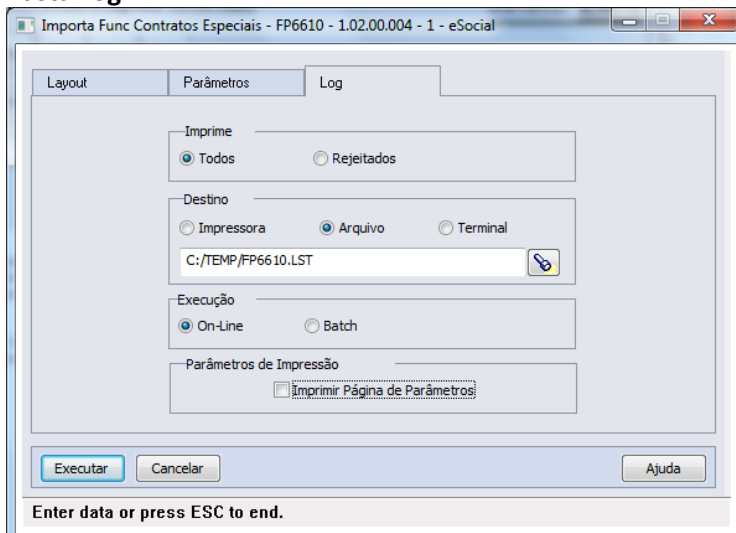 Importa Func Contratos Especiais - FP6610 - 1.02.00.004 - 1 - eSocial
Layout Parâmetros Log
Imprime
Todos Rejeitados
Destino
Impressora Arquivo Terminal
C:/TEMP/FP6610.LST
Execução
On-Line Batch
Parâmetros de Impressão
Imprimir Página de Parâmetros
Executar Cancelar Ajuda
Enter data or press ESC to end.